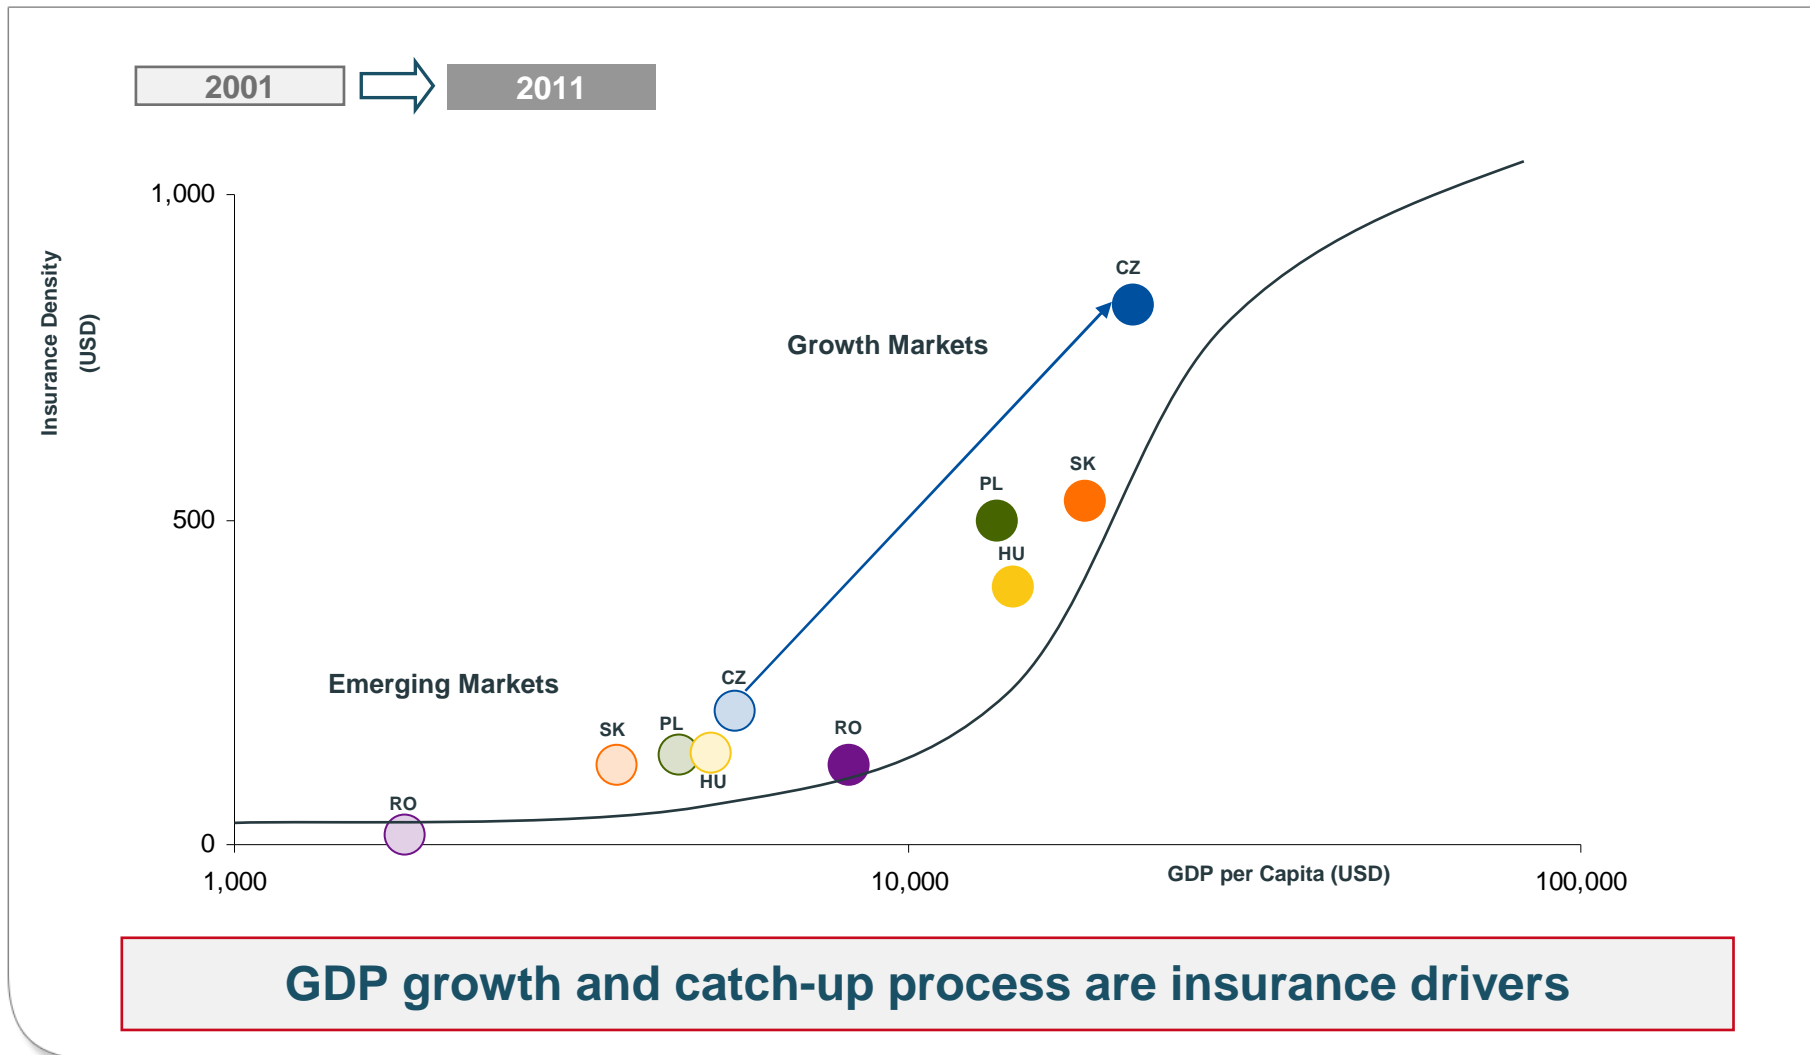 2001
2011
1,000
Insurance Density
(USD)
CZ
Growth Markets
SK
PL
500
HU
CZ
Emerging Markets
SK
PL
RO
HU
RO
0
1,000
10,000
GDP per Capita (USD)
100,000
GDP growth and catch-up process are insurance drivers